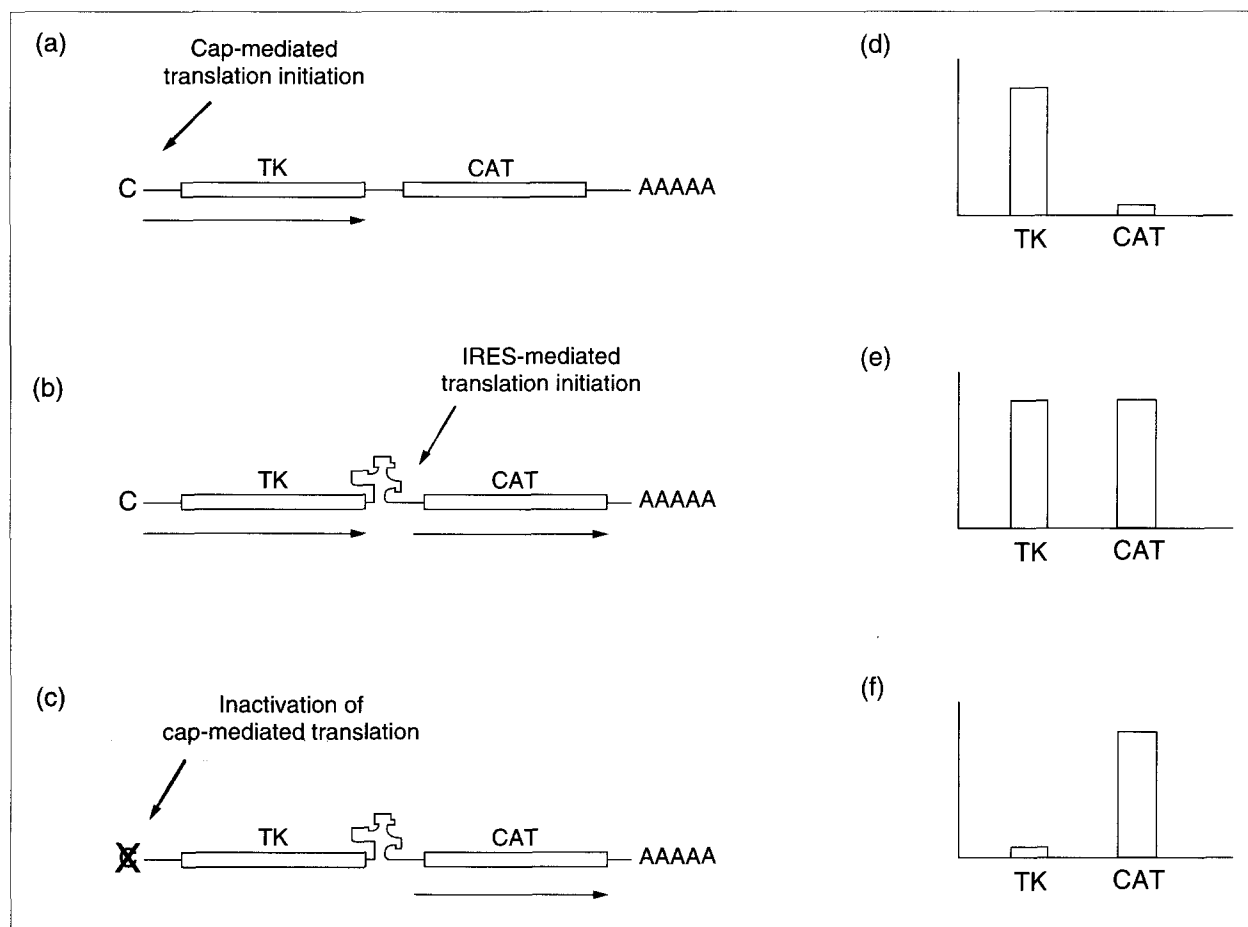 (a)
Cap-mediated
translation initiation
C TK CAT AAAAA
(d)
TK CAT
(b)
IRES-mediated
translation initiation
C TK CAT AAAAA
(e)
TK CAT
(c)
Inactivation of
cap-mediated translation
C TK CAT AAAAA
(f)
TK CAT